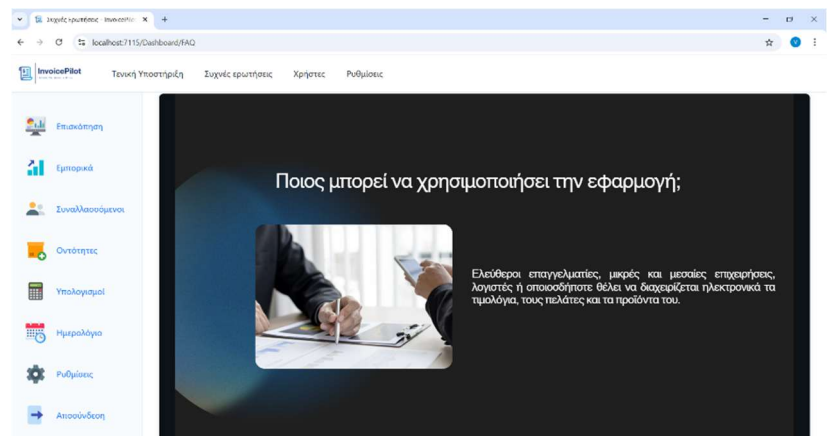 Συχνές ερωτήσεις - InvoicePilot
localhost:7115/Dashboard/FAQ
InvoicePilot
Τενική Υποστήριξη Συχνές ερωτήσεις Χρήστες Ρυθμίσεις
Επισκόπηση
Εμπορικά
Συναλλασσόμενοι
Οντότητες
Υπολογισμοί
Ημερολόγιο
Ρυθμίσεις
Αποσύνδεση
Ποιος μπορεί να χρησιμοποιήσει την εφαρμογή;
Ελεύθεροι επαγγελματίες, μικρές και μεσαίες επιχειρήσεις,
λογιστές ή οποιοσδήποτε θέλει να διαχειρίζεται ηλεκτρονικά τα
τιμολόγια, τους πελάτες και τα προϊόντα του.